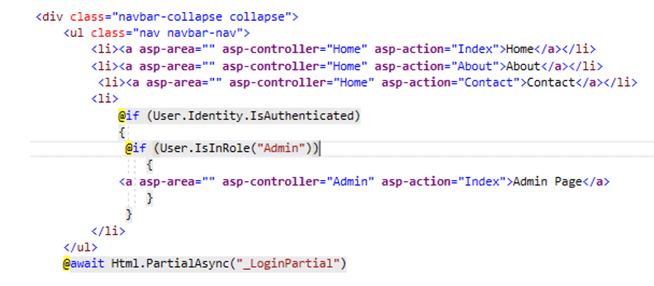 <div class="navbar-collapse collapse">
<ul class="nav navbar-nav">
<li><a asp-area="" asp-controller="Home" asp-action="Index">Home</a></li>
<li><a asp-area="" asp-controller="Home" asp-action="About">About</a></li>
<li><a asp-area="" asp-controller="Home" asp-action="Contact">Contact</a></li>
<li>
@if (User.Identity.IsAuthenticated)
{
@if (User.IsInRole("Admin"))
{
<a asp-area="" asp-controller="Admin" asp-action="Index">Admin Page</a>
}
}
</li>
</ul>
@await Html.PartialAsync("_LoginPartial")